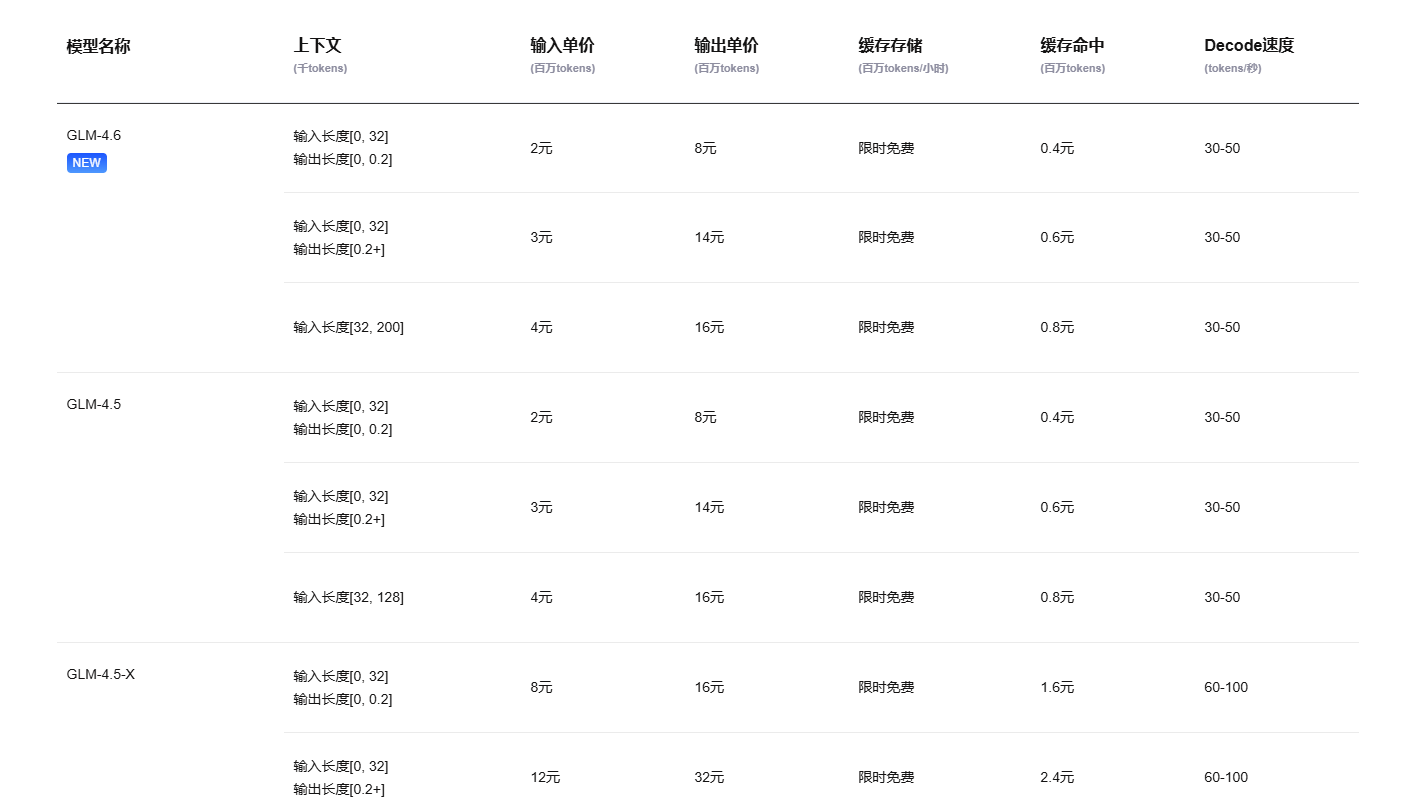 模型名称 上下文 输入单价 输出单价 缓存存储 缓存命中 Decode速度
(千tokens) (百万tokens) (百万tokens) (百万tokens/小时) (百万tokens) (tokens/秒)
GLM-4.6
NEW
输入长度[0, 32]
输出长度[0, 0.2]
2元 8元 限时免费 0.4元 30-50
输入长度[0, 32]
输出长度[0.2+]
3元 14元 限时免费 0.6元 30-50
输入长度[32, 200] 4元 16元 限时免费 0.8元 30-50
GLM-4.5
输入长度[0, 32]
输出长度[0, 0.2]
2元 8元 限时免费 0.4元 30-50
输入长度[0, 32]
输出长度[0.2+]
3元 14元 限时免费 0.6元 30-50
输入长度[32, 128] 4元 16元 限时免费 0.8元 30-50
GLM-4.5-X
输入长度[0, 32]
输出长度[0, 0.2]
8元 16元 限时免费 1.6元 60-100
输入长度[0, 32]
输出长度[0.2+]
12元 32元 限时免费 2.4元 60-100